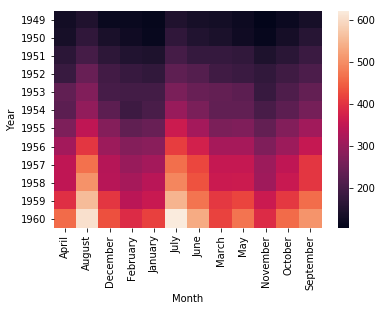 1949
1950
1951
1952
1953
1954
1955
1956
1957
1958
1959
1960
Year
April
August
December
February
January
July
June
March
May
November
October
September
Month
600
500
400
300
200